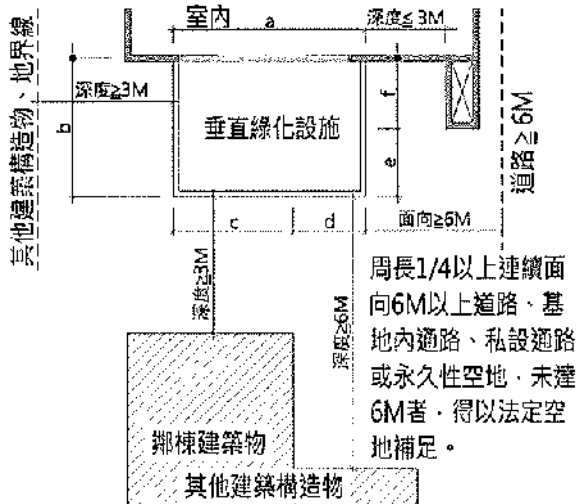 室內
a
深度≦3M
其他建築構造物、地界線
深度≧3M
b
垂直綠化設施
f
e
道路≧6M
c
d
面向≧6M
深度≧3M
深度≧6M
周長1/4以上連續面
向6M以上道路、基
地內通路、私設通路
或永久性空地，未達
6M者，得以法定空
地補足。
鄰棟建築物
其他建築構造物